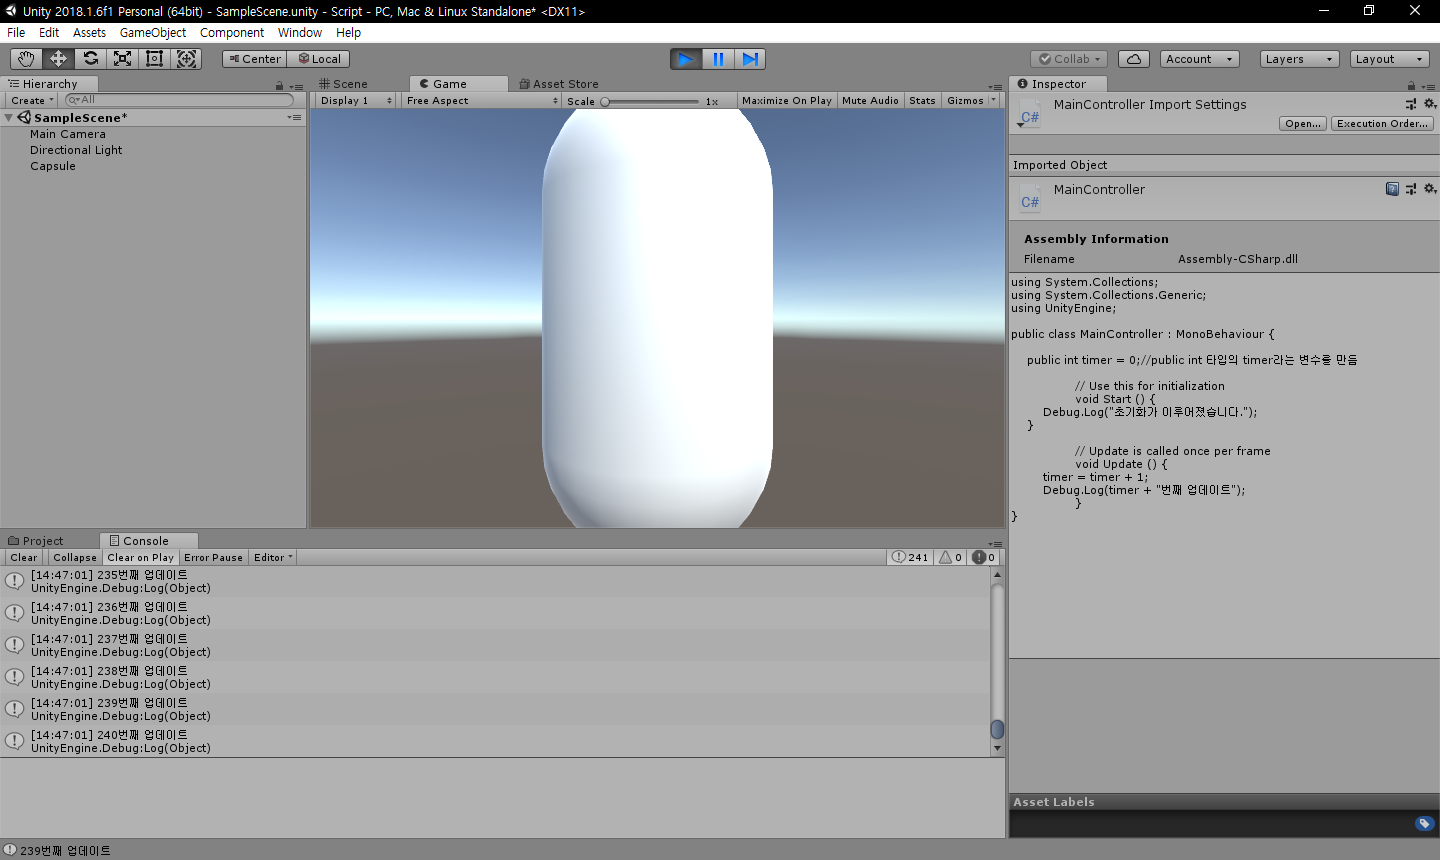 Unity 2018.1.6f1 Personal (64bit) - SampleScene.unity - Script - PC, Mac & Linux Standalone* <DX11>
File Edit Assets GameObject Component Window Help
Center Local Collab Account Layers Layout
Hierarchy
Create All
SampleScene*
Main Camera
Directional Light
Capsule
Scene Game Asset Store
Display 1 Free Aspect Scale 1x Maximize On Play Mute Audio Stats Gizmos
Inspector
MainController Import Settings
C#
Open... Execution Order...
Imported Object
MainController
C#
Assembly Information
Filename Assembly-CSharp.dll
using System.Collections;
using System.Collections.Generic;
using UnityEngine;
public class MainController : MonoBehaviour {
public int timer = 0;//public int 타입의 timer라는 변수를 만듬
// Use this for initialization
void Start () {
Debug.Log("초기화가 이루어졌습니다.");
}
// Update is called once per frame
void Update () {
timer = timer + 1;
Debug.Log(timer + "번째 업데이트");
}
}
Asset Labels
Project Console
Clear Collapse Clear on Play Error Pause Editor 241 0 0
[14:47:01] 235번째 업데이트
UnityEngine.Debug:Log(Object)
[14:47:01] 236번째 업데이트
UnityEngine.Debug:Log(Object)
[14:47:01] 237번째 업데이트
UnityEngine.Debug:Log(Object)
[14:47:01] 238번째 업데이트
UnityEngine.Debug:Log(Object)
[14:47:01] 239번째 업데이트
UnityEngine.Debug:Log(Object)
[14:47:01] 240번째 업데이트
UnityEngine.Debug:Log(Object)
239번째 업데이트